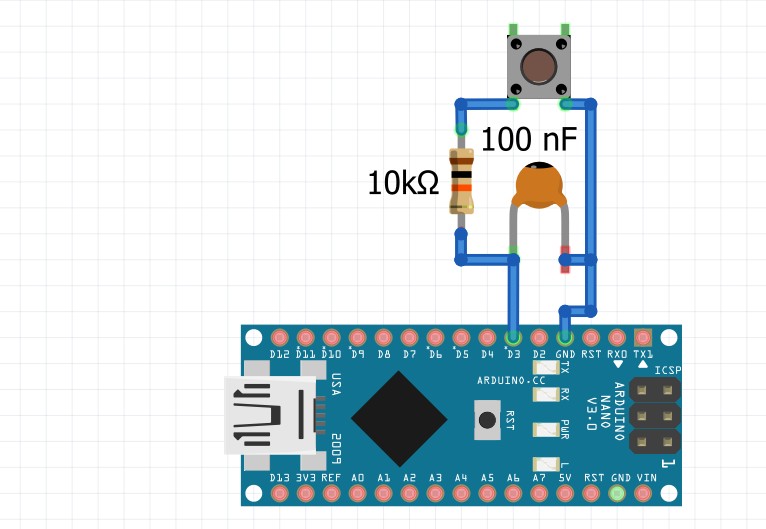 100 nF
10kΩ
D12 D11 D10 D9 D8 D7 D6 D5 D4 D3 D2 GND RST RX0 TX1
ICSP
TX
ARDUINO.CC
RX
USA
ARDUINO
NANO
V3.0
RST
PWR
2009
L
1
D13 3V3 REF A0 A1 A2 A3 A4 A5 A6 A7 5V RST GND VIN